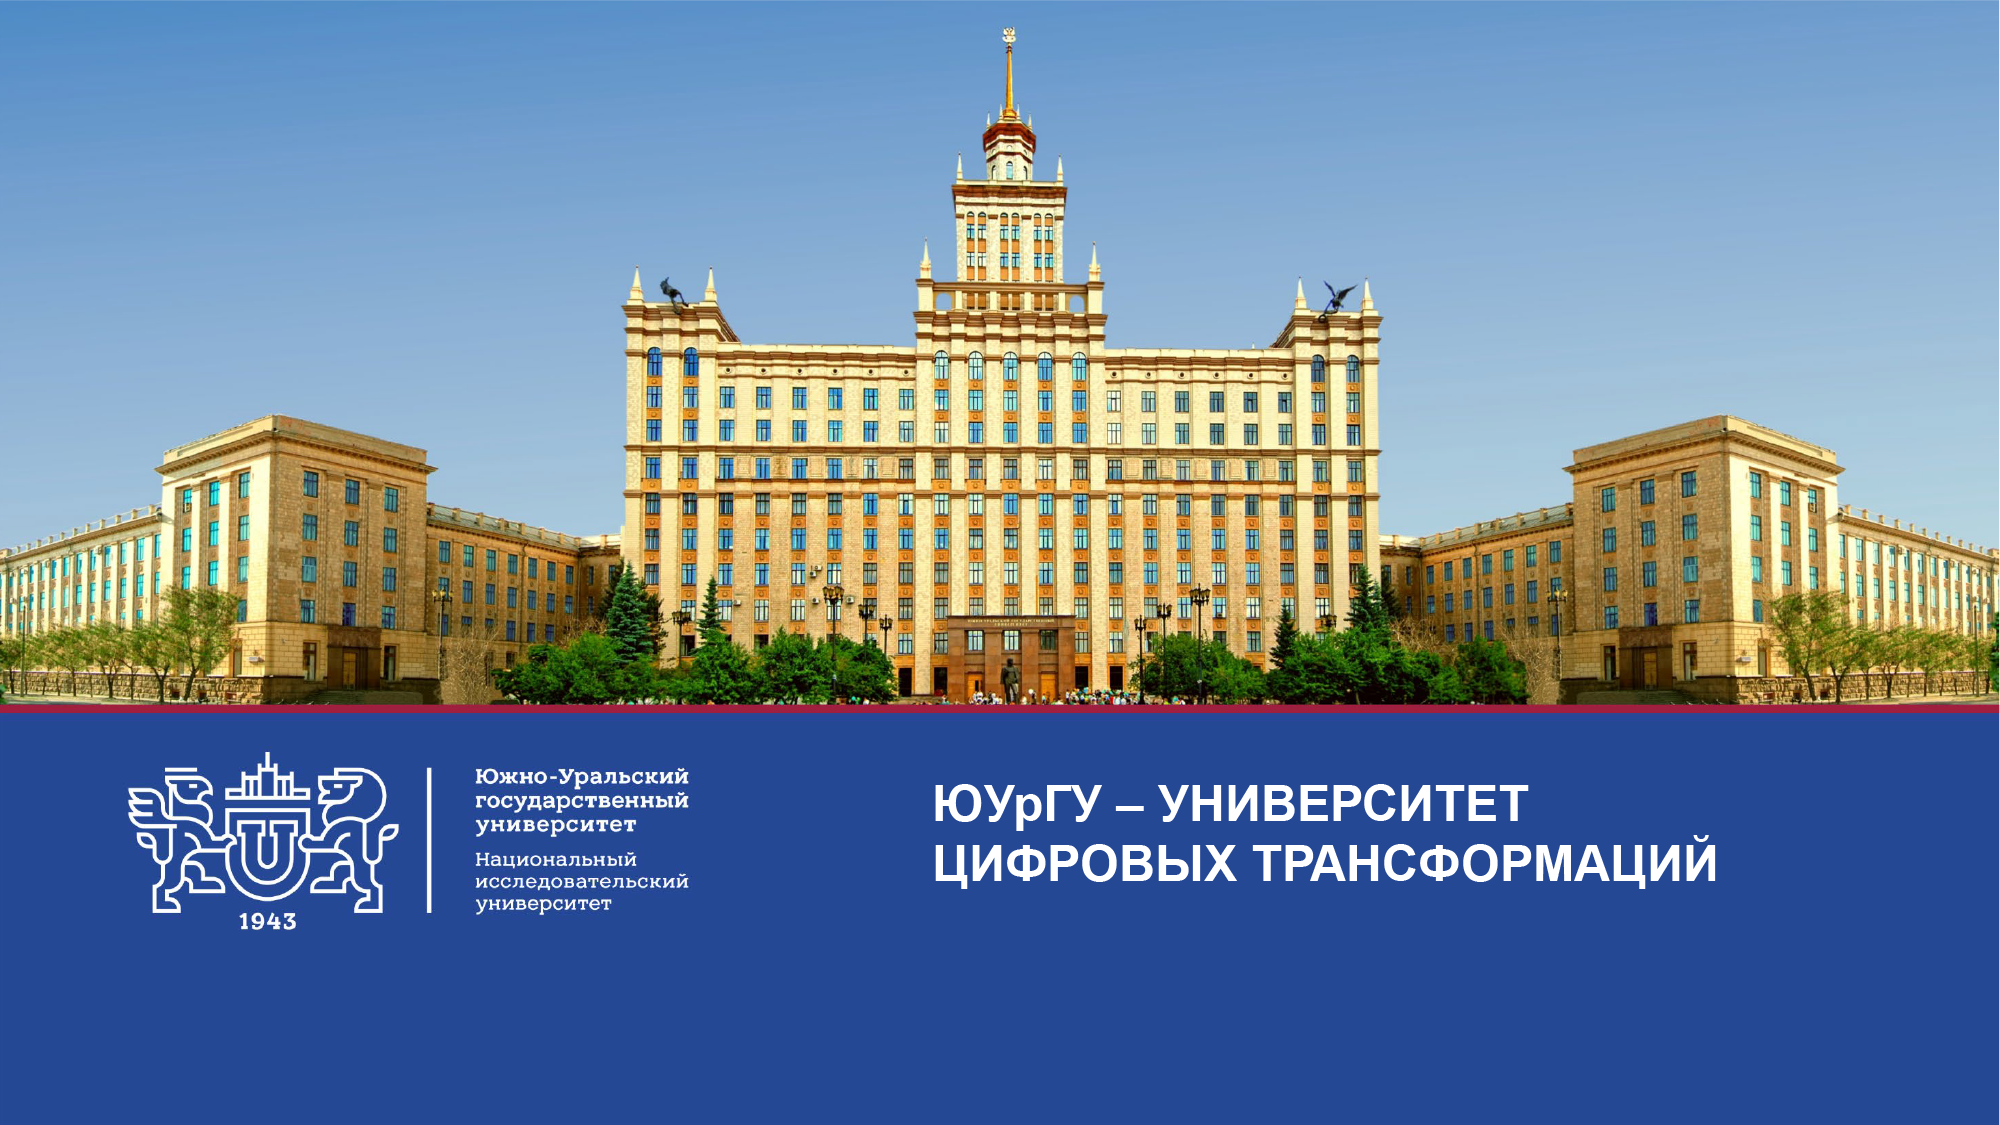 Южно-Уральский
государственный
университет
Национальный
исследовательский
университет
1943
ЮУрГУ – УНИВЕРСИТЕТ
ЦИФРОВЫХ ТРАНСФОРМАЦИЙ